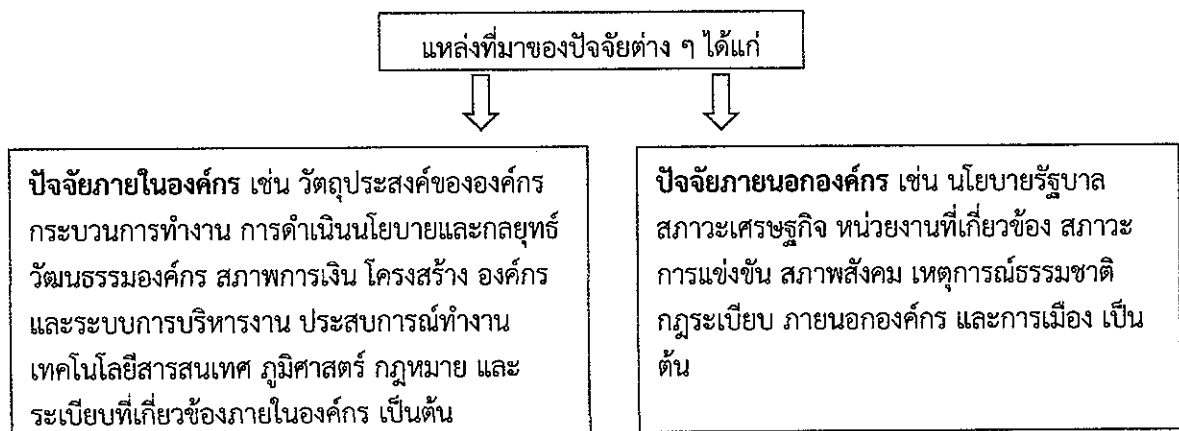 แหล่งที่มาของปัจจัยต่าง ๆ ได้แก่
ปัจจัยภายในองค์กร เช่น วัตถุประสงค์ขององค์กร
กระบวนการทำงาน การดำเนินนโยบายและกลยุทธ์
วัฒนธรรมองค์กร สภาพการเงิน โครงสร้าง องค์กร
และระบบการบริหารงาน ประสบการณ์ทำงาน
เทคโนโลยีสารสนเทศ ภูมิศาสตร์ กฎหมาย และ
ระเบียบที่เกี่ยวข้องภายในองค์กร เป็นต้น
ปัจจัยภายนอกองค์กร เช่น นโยบายรัฐบาล
สภาวะเศรษฐกิจ หน่วยงานที่เกี่ยวข้อง สภาวะ
การแข่งขัน สภาพสังคม เหตุการณ์ธรรมชาติ
กฎระเบียบ ภายนอกองค์กร และการเมือง เป็น
ต้น